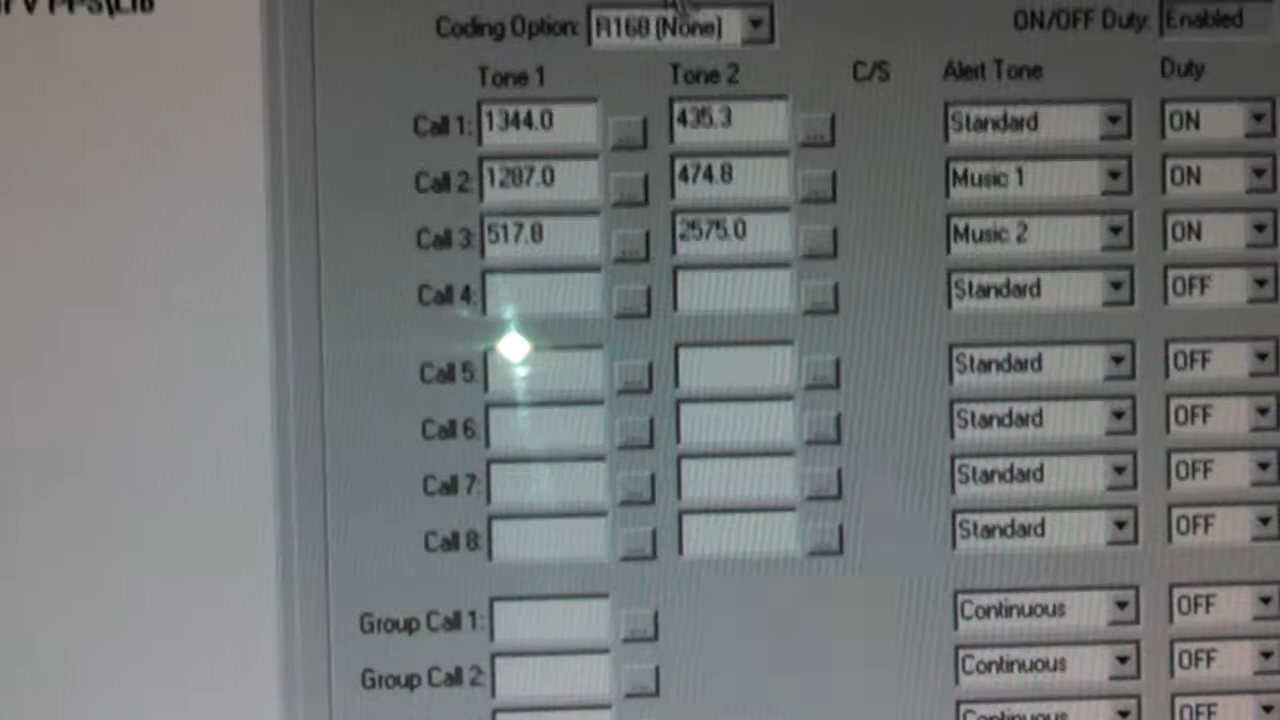 Coding Option: R168 (None) ON/OFF Duty: Enabled
Tone 1 Tone 2 C/S Alert Tone Duty
Call 1: 1344.0 ... 435.3 ... Standard ON
Call 2: 1287.0 ... 474.8 ... Music 1 ON
Call 3: 517.8 ... 2575.0 ... Music 2 ON
Call 4: ... ... Standard OFF
Call 5: ... ... Standard OFF
Call 6: ... ... Standard OFF
Call 7: ... ... Standard OFF
Call 8: ... ... Standard OFF
Group Call 1: ... Continuous OFF
Group Call 2: ... Continuous OFF
Continuous OFF